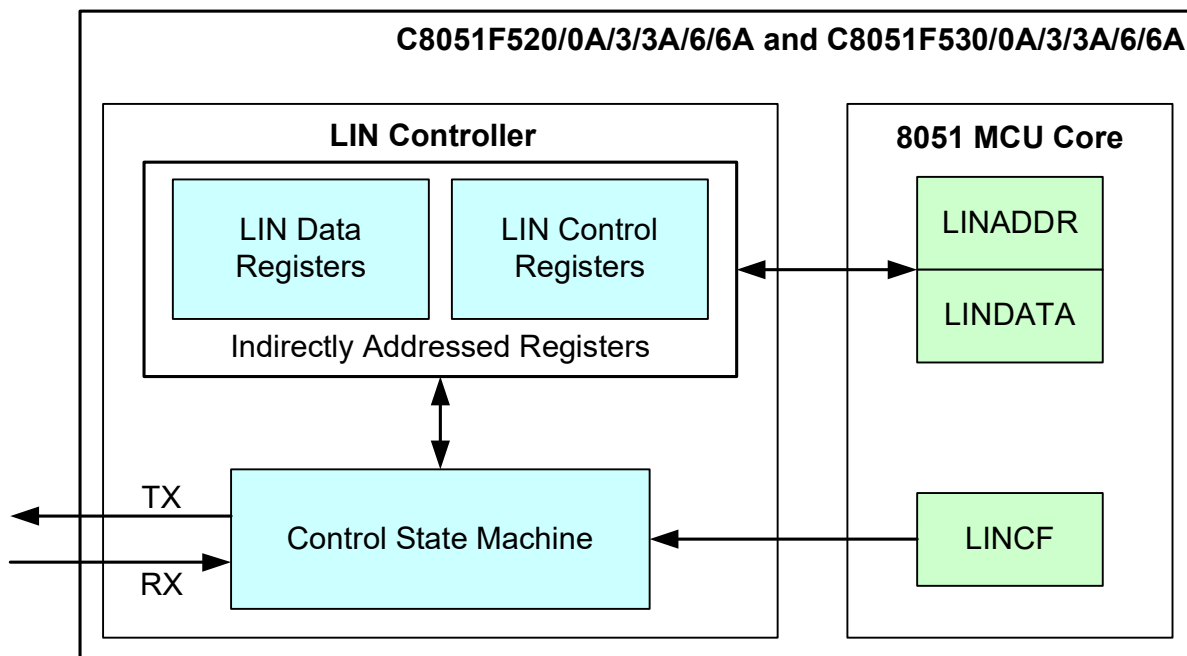 C8051F520/0A/3/3A/6/6A and C8051F530/0A/3/3A/6/6A
LIN Controller
8051 MCU Core
LIN Data
Registers
LIN Control
Registers
Indirectly Addressed Registers
LINADDR
LINDATA
TX
RX
Control State Machine
LINCF